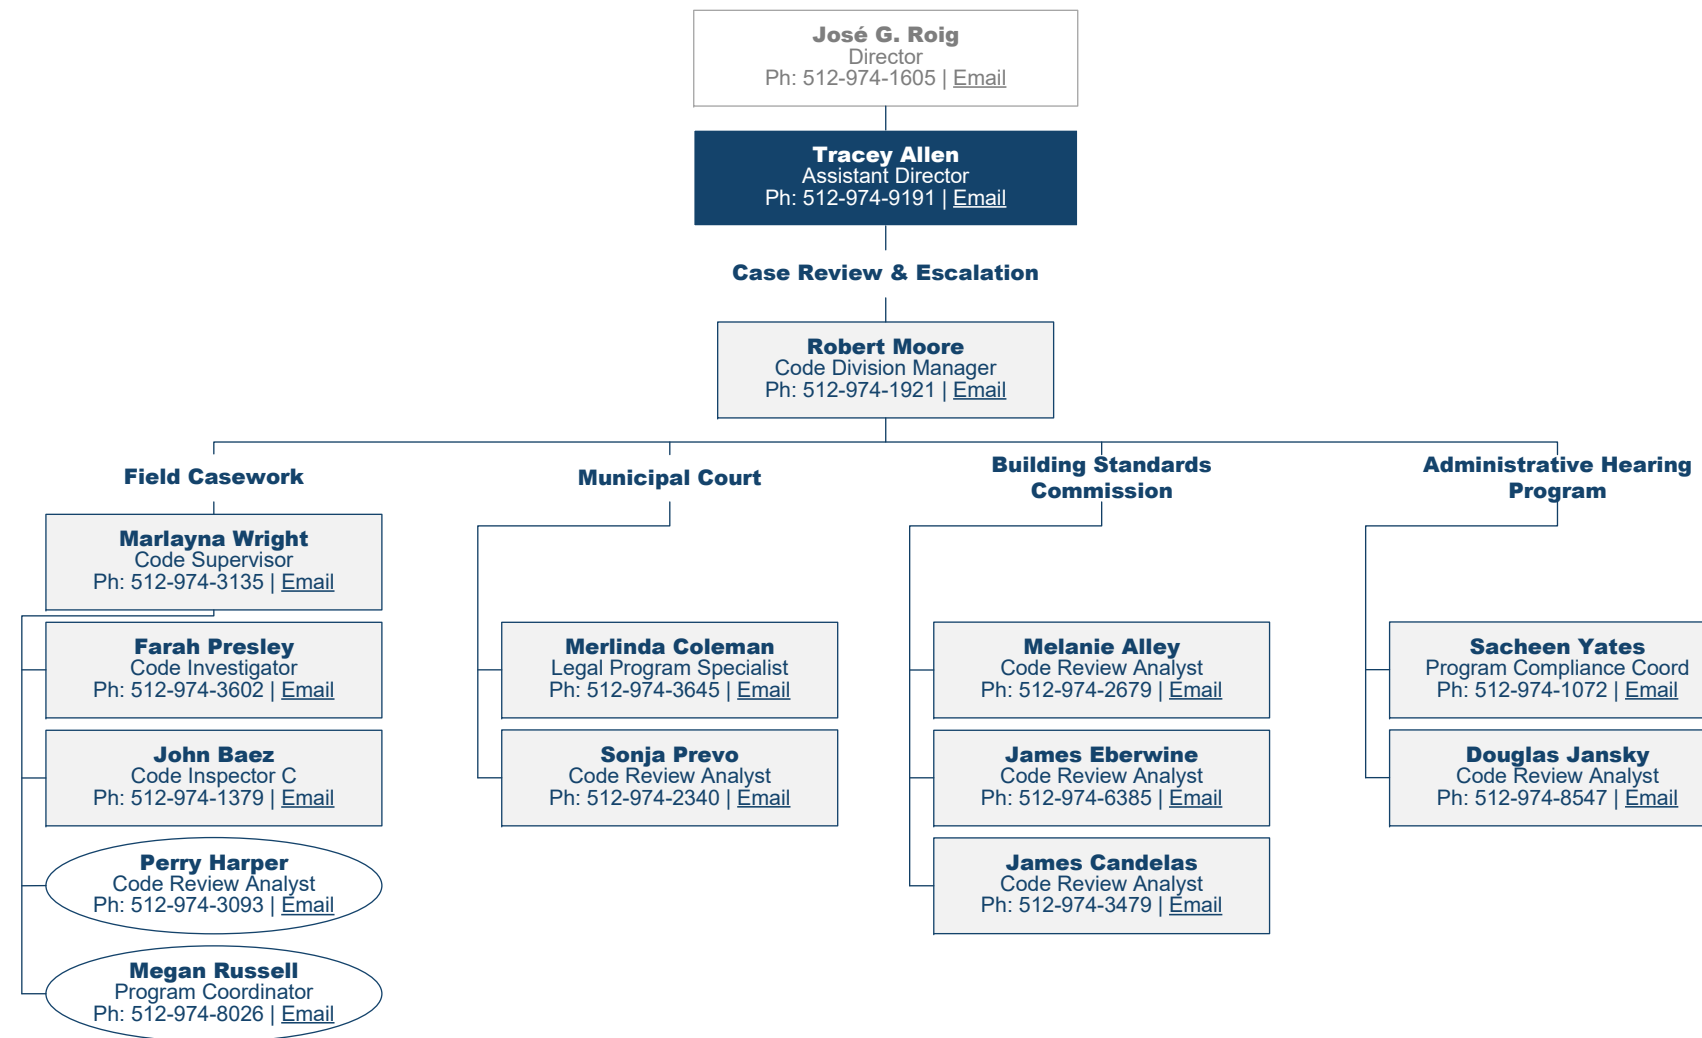 José G. Roig
Director
Ph: 512-974-1605 | Email
Tracey Allen
Assistant Director
Ph: 512-974-9191 | Email
Case Review & Escalation
Robert Moore
Code Division Manager
Ph: 512-974-1921 | Email
Field Casework
Marlayna Wright
Code Supervisor
Ph: 512-974-3135 | Email
Farah Presley
Code Investigator
Ph: 512-974-3602 | Email
John Baez
Code Inspector C
Ph: 512-974-1379 | Email
Perry Harper
Code Review Analyst
Ph: 512-974-3093 | Email
Megan Russell
Program Coordinator
Ph: 512-974-8026 | Email
Municipal Court
Merlinda Coleman
Legal Program Specialist
Ph: 512-974-3645 | Email
Sonja Prevo
Code Review Analyst
Ph: 512-974-2340 | Email
Building Standards
Commission
Melanie Alley
Code Review Analyst
Ph: 512-974-2679 | Email
James Eberwine
Code Review Analyst
Ph: 512-974-6385 | Email
James Candelas
Code Review Analyst
Ph: 512-974-3479 | Email
Administrative Hearing
Program
Sacheen Yates
Program Compliance Coord
Ph: 512-974-1072 | Email
Douglas Jansky
Code Review Analyst
Ph: 512-974-8547 | Email